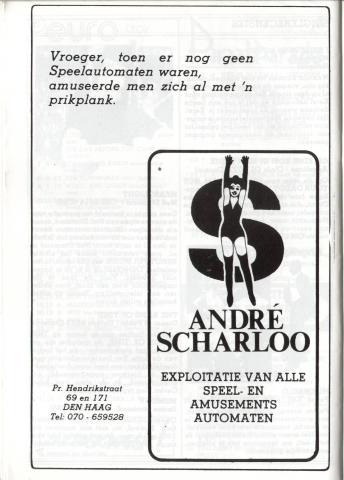 Vroeger, toen er nog geen
Speelautomaten waren,
amuseerde men zich al met 'n
prikplank.
ANDRÉ
SCHARLOO
EXPLOITATIE VAN ALLE
SPEEL- EN
AMUSEMENTS
AUTOMATEN
Pr. Hendrikstraat
69 en 171
DEN HAAG
Tel: 070 - 659528